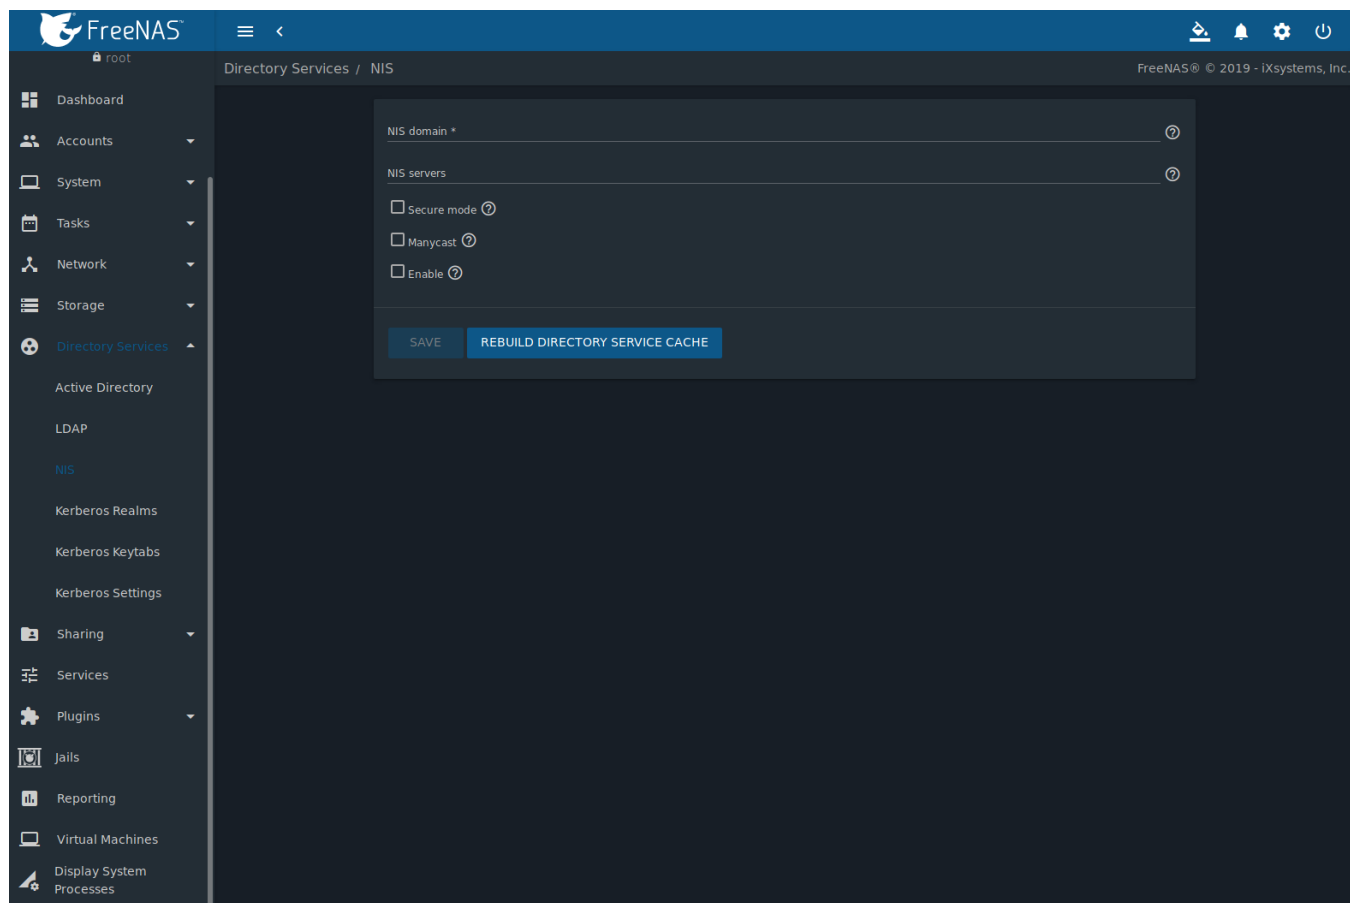 FreeNAS™
root
Directory Services / NIS
FreeNAS® © 2019 - iXsystems, Inc.
Dashboard
Accounts
System
Tasks
Network
Storage
Directory Services
Active Directory
LDAP
NIS
Kerberos Realms
Kerberos Keytabs
Kerberos Settings
Sharing
Services
Plugins
Jails
Reporting
Virtual Machines
Display System
Processes
NIS domain *
NIS servers
Secure mode
Manycast
Enable
SAVE
REBUILD DIRECTORY SERVICE CACHE